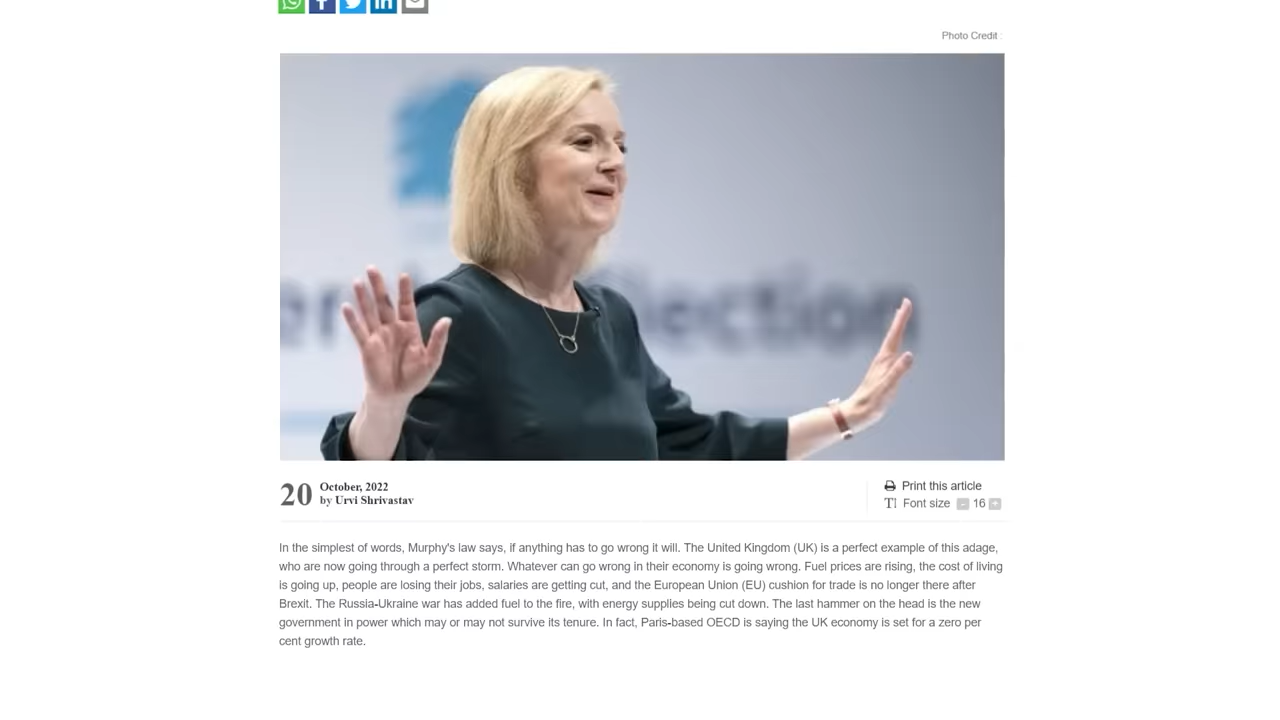 Photo Credit :
er
lection
20
October, 2022
by Urvi Shrivastav
Print this article
Font size - 16 +
In the simplest of words, Murphy's law says, if anything has to go wrong it will. The United Kingdom (UK) is a perfect example of this adage,
who are now going through a perfect storm. Whatever can go wrong in their economy is going wrong. Fuel prices are rising, the cost of living
is going up, people are losing their jobs, salaries are getting cut, and the European Union (EU) cushion for trade is no longer there after
Brexit. The Russia-Ukraine war has added fuel to the fire, with energy supplies being cut down. The last hammer on the head is the new
government in power which may or may not survive its tenure. In fact, Paris-based OECD is saying the UK economy is set for a zero per
cent growth rate.